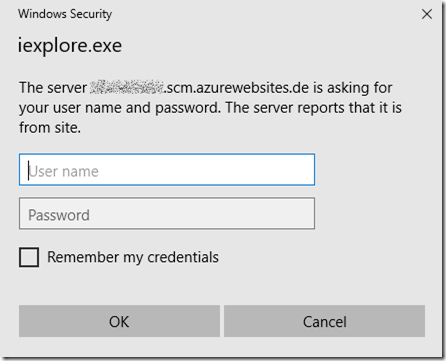 Windows Security
iexplore.exe
The server .scm.azurewebsites.de is asking for
your user name and password. The server reports that it is
from site.
User name
Password
Remember my credentials
OK
Cancel